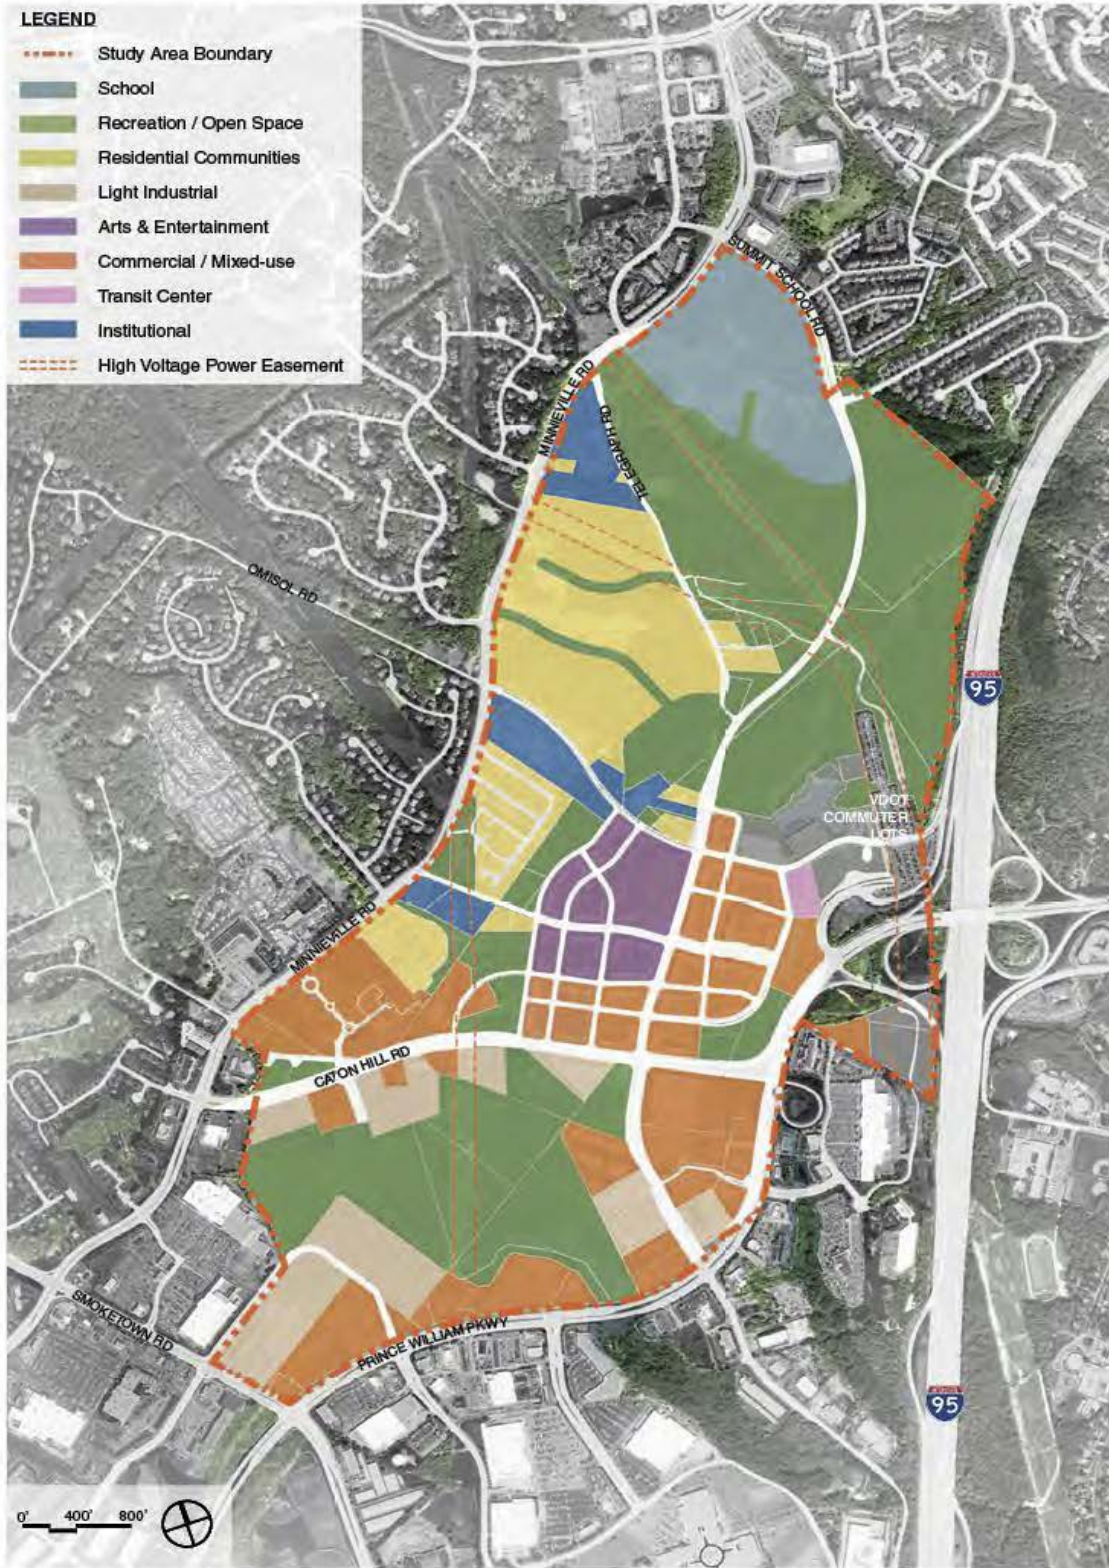 LEGEND
Study Area Boundary
School
Recreation / Open Space
Residential Communities
Light Industrial
Arts & Entertainment
Commercial / Mixed-use
Transit Center
Institutional
High Voltage Power Easement
SUMMIT SCHOOL RD
MINNIEVILLE RD
TELEGRAPH RD
OMISOL RD
95
VDOT
COMMUTER
LOTS
MINNIEVILLE RD
CATON HILL RD
SMOKETOWN RD
PRINCE WILLIAM PKWY
95
0' 400' 800'